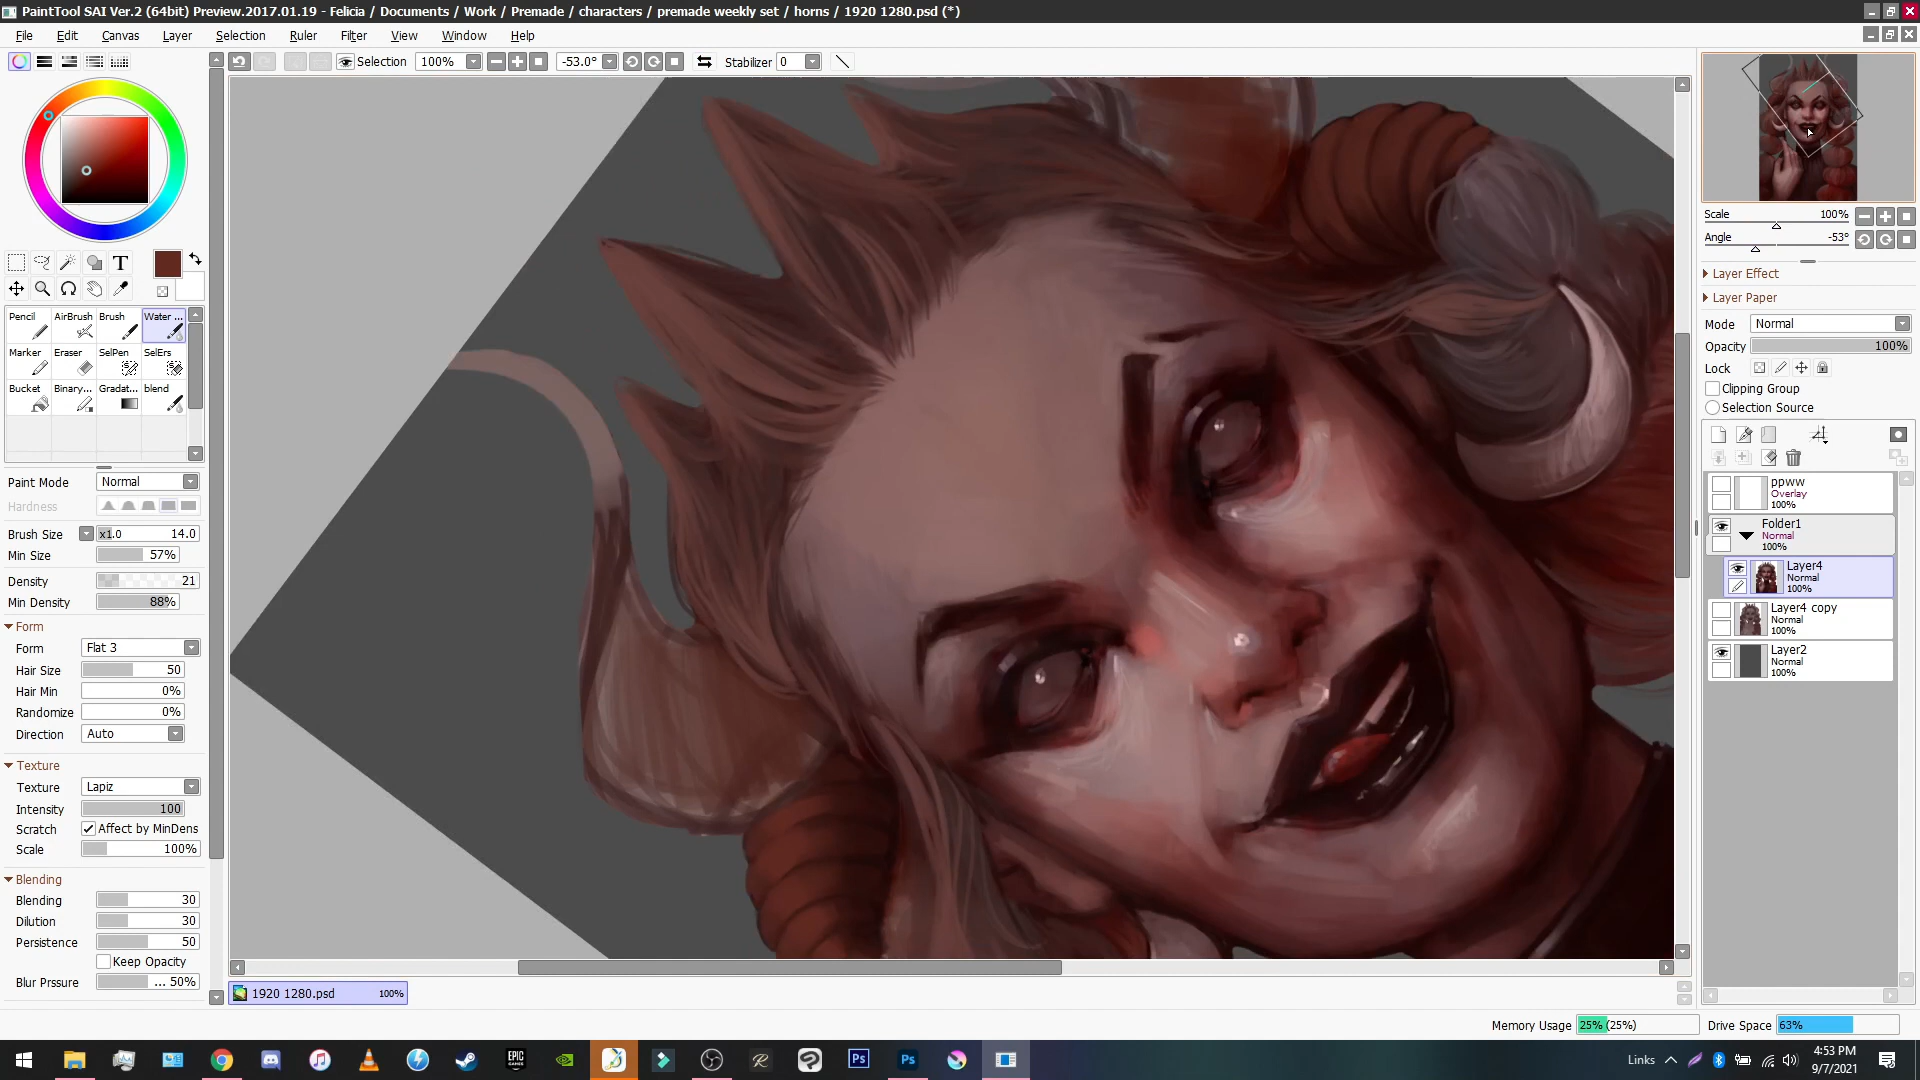 PaintTool SAI Ver.2 (64bit) Preview.2017.01.19 - Felicia / Documents / Work / Premade / characters / premade weekly set / horns / 1920 1280.psd (*)
File Edit Canvas Layer Selection Ruler Filter View Window Help
Selection 100% -53.0° Stabilizer 0
T
Pencil AirBrush Brush Water ...
Marker Eraser SelPen SelErs
Bucket Binary... Gradat... blend
Paint Mode Normal
Hardness
Brush Size x1.0 14.0
Min Size 57%
Density 21
Min Density 88%
Form
Form Flat 3
Hair Size 50
Hair Min 0%
Randomize 0%
Direction Auto
Texture
Texture Lapiz
Intensity 100
Scratch Affect by MinDens
Scale 100%
Blending
Blending 30
Dilution 30
Persistence 50
Keep Opacity
Blur Prssure ... 50%
1920 1280.psd 100%
Scale 100%
Angle -53°
Layer Effect
Layer Paper
Mode Normal
Opacity 100%
Lock
Clipping Group
Selection Source
ppww
Overlay
100%
Folder1
Normal
100%
Layer4
Normal
100%
Layer4 copy
Normal
100%
Layer2
Normal
100%
Memory Usage 25% (25%) Drive Space 63%
EPIC
GAMES
Ps
Ps
Links
4:53 PM
9/7/2021